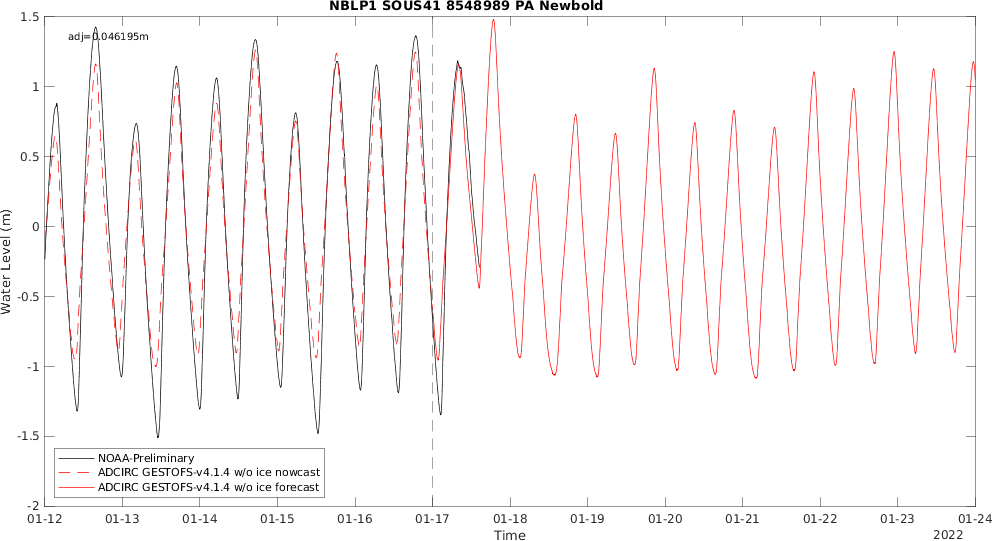 NBLP1 SOUS41 8548989 PA Newbold
adj=0.046195m
1.5
1
0.5
0
-0.5
-1
-1.5
-2
Water Level (m)
NOAA-Preliminary
ADCIRC GESTOFS-v4.1.4 w/o ice nowcast
ADCIRC GESTOFS-v4.1.4 w/o ice forecast
01-12 01-13 01-14 01-15 01-16 01-17 01-18 01-19 01-20 01-21 01-22 01-23 01-24
Time
2022